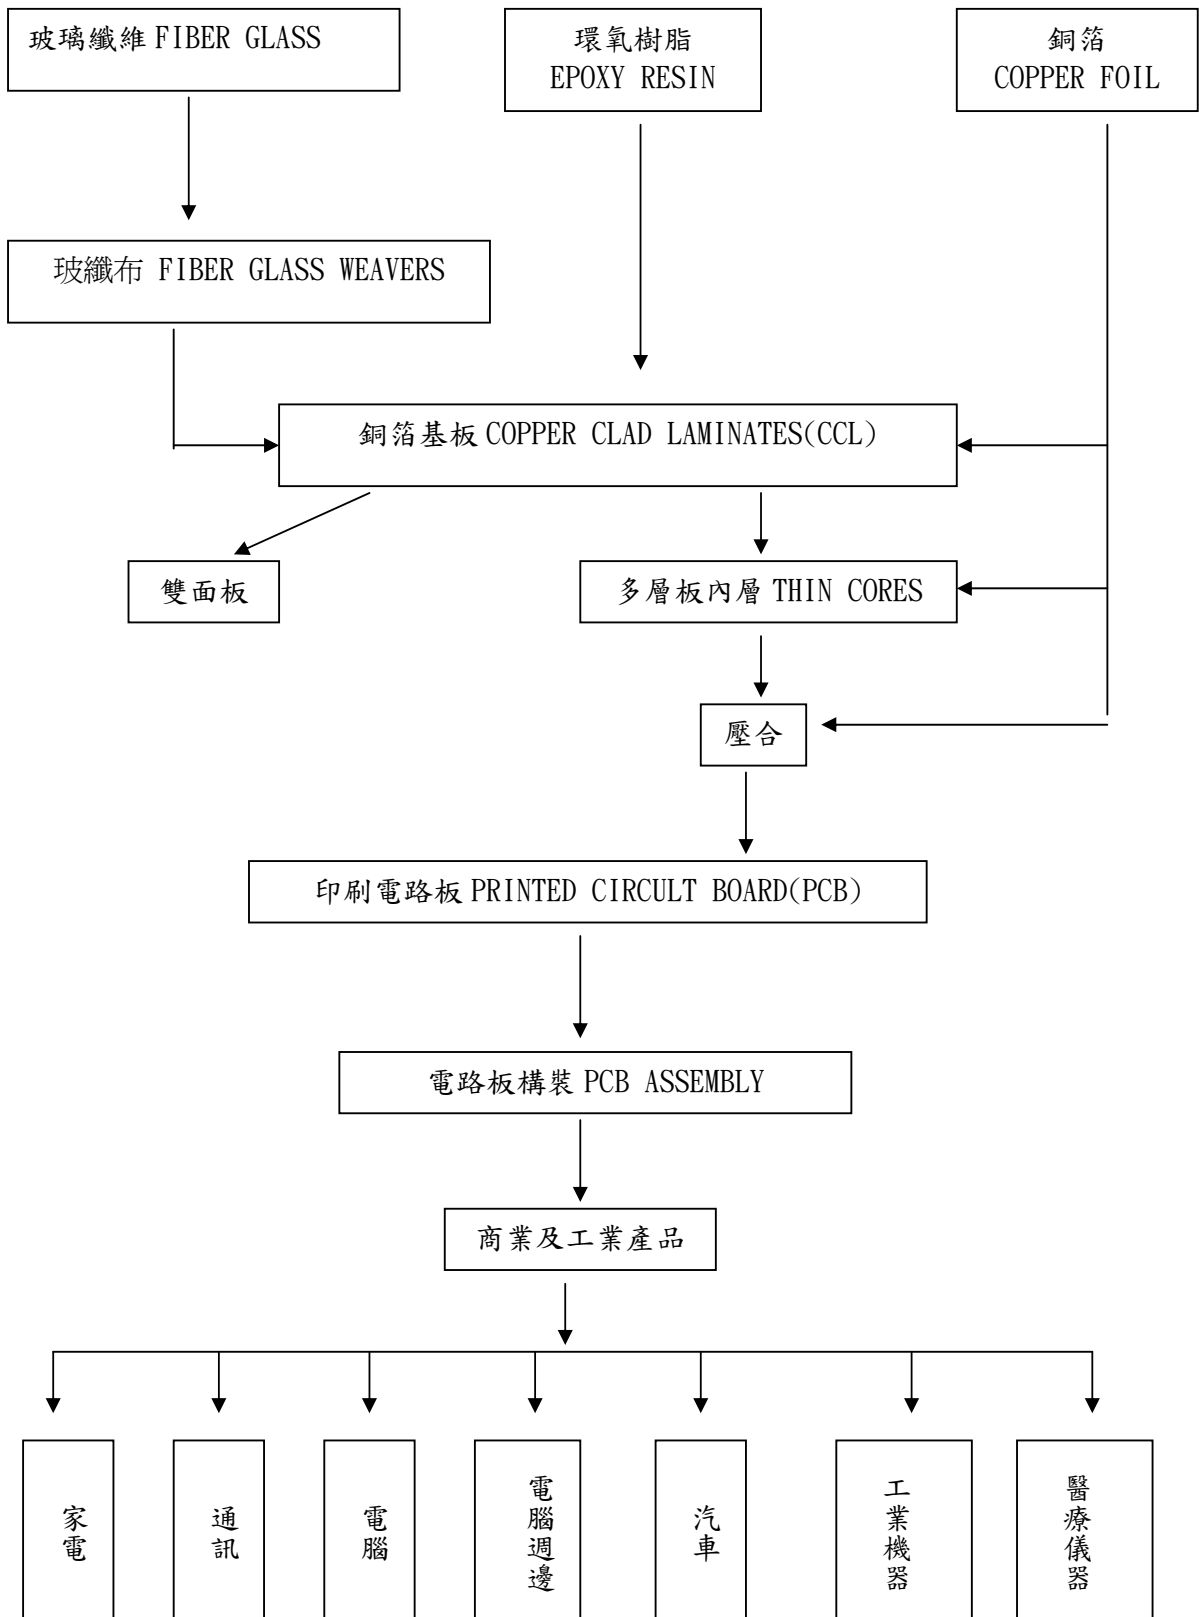 玻璃纖維 FIBER GLASS
環氧樹脂
EPOXY RESIN
銅箔
COPPER FOIL
玻纖布 FIBER GLASS WEAVERS
銅箔基板 COPPER CLAD LAMINATES(CCL)
雙面板
多層板內層 THIN CORES
壓合
印刷電路板 PRINTED CIRCULT BOARD(PCB)
電路板構裝 PCB ASSEMBLY
商業及工業產品
家電
通訊
電腦
電腦週邊
汽車
工業機器
醫療儀器